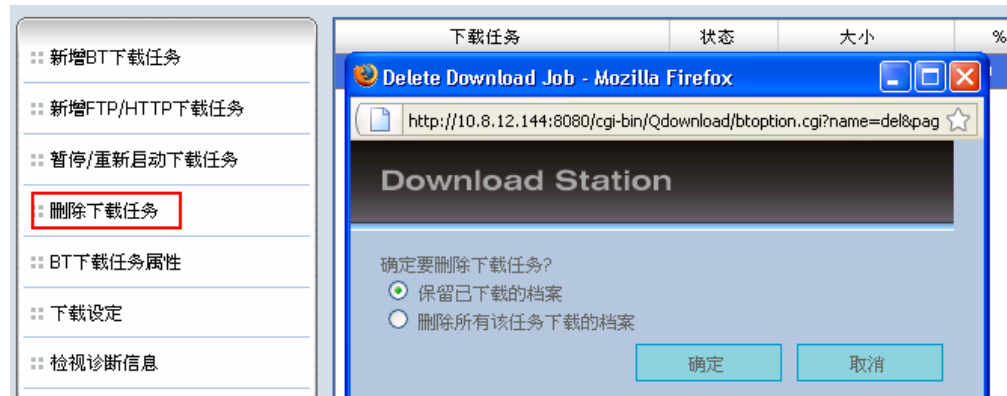 新增BT下载任务
新增FTP/HTTP下载任务
暂停/重新启动下载任务
删除下载任务
BT下载任务属性
下载设定
检视诊断信息
下载任务 状态 大小 %
Delete Download Job - Mozilla Firefox
http://10.8.12.144:8080/cgi-bin/Qdownload/btoption.cgi?name=del&pag
Download Station
确定要删除下载任务?
保留已下载的档案
删除所有该任务下载的档案
确定 取消